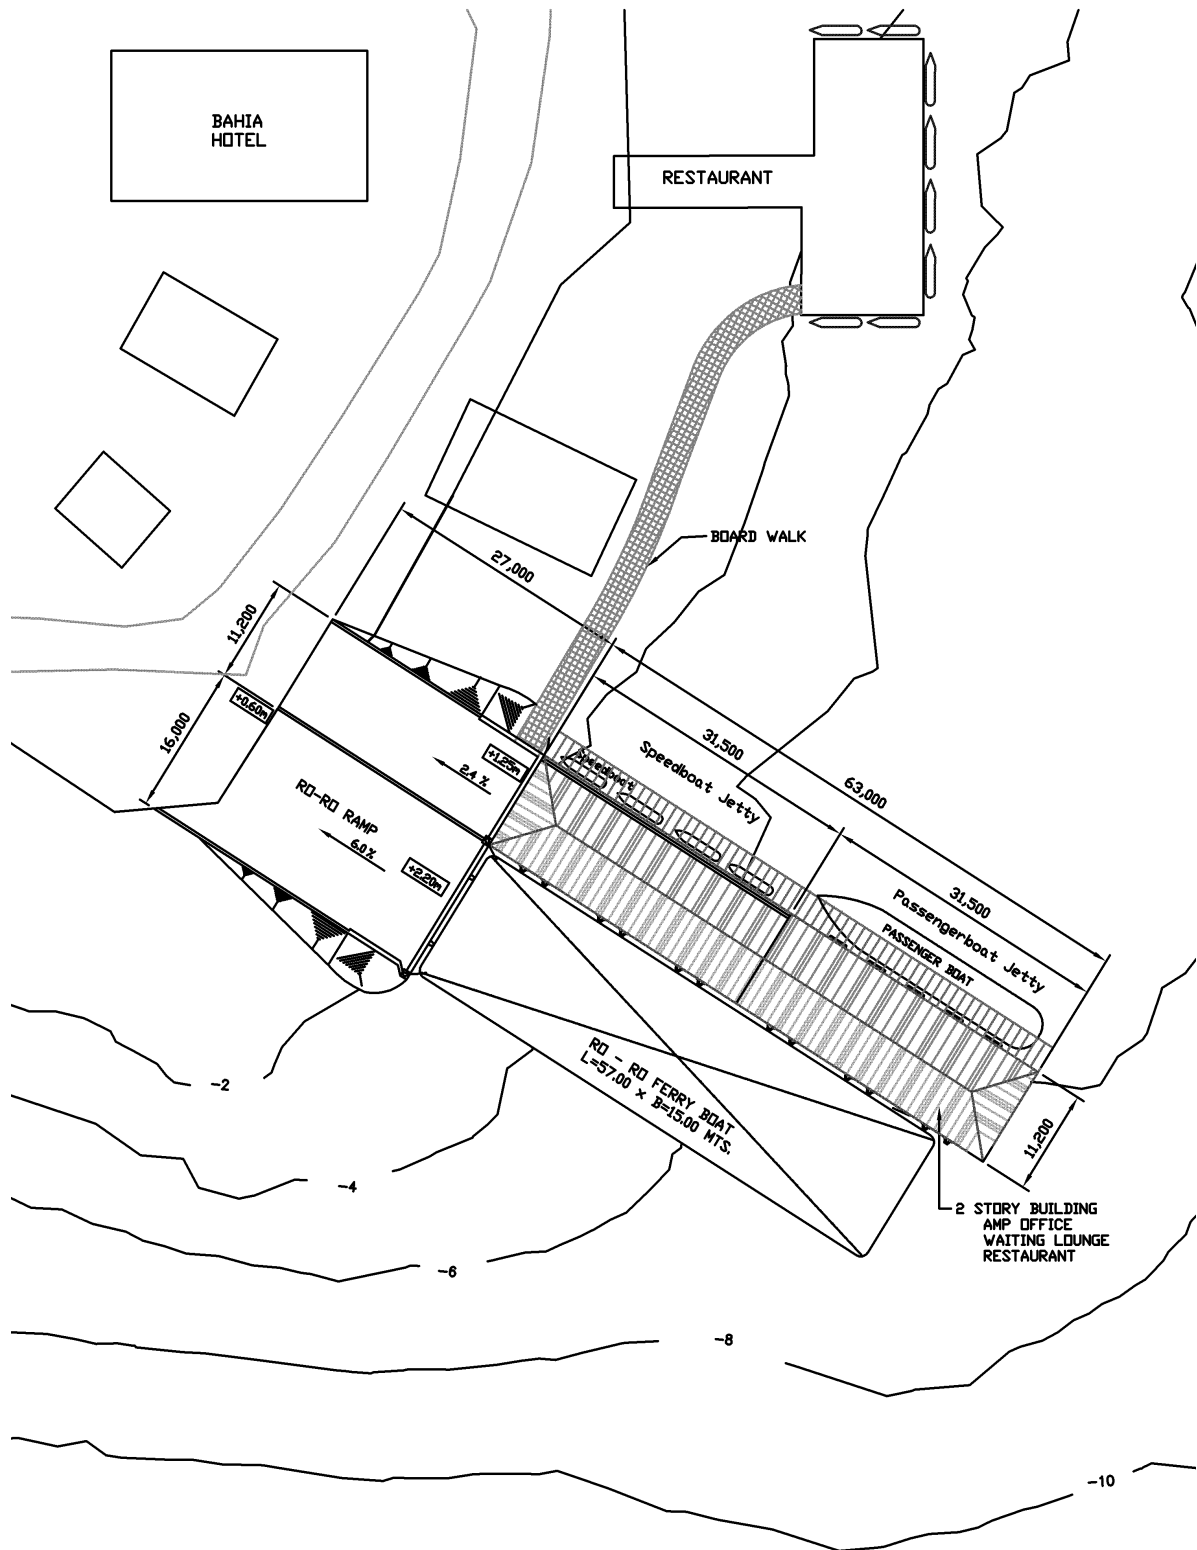 BAHIA
HOTEL
RESTAURANT
BOARD WALK
27,000
11,200
16,000
+0.60m
+1.25m
2.4 %
RO-RO RAMP
6.0%
+2.20m
Speedboat
31,500
Speedboat Jetty
63,000
31,500
Passengerboat Jetty
PASSENGER BOAT
11,200
RO - RO FERRY BOAT
L=57.00 x B=15.00 MTS.
2 STORY BUILDING
AMP OFFICE
WAITING LOUNGE
RESTAURANT
-2
-4
-6
-8
-10